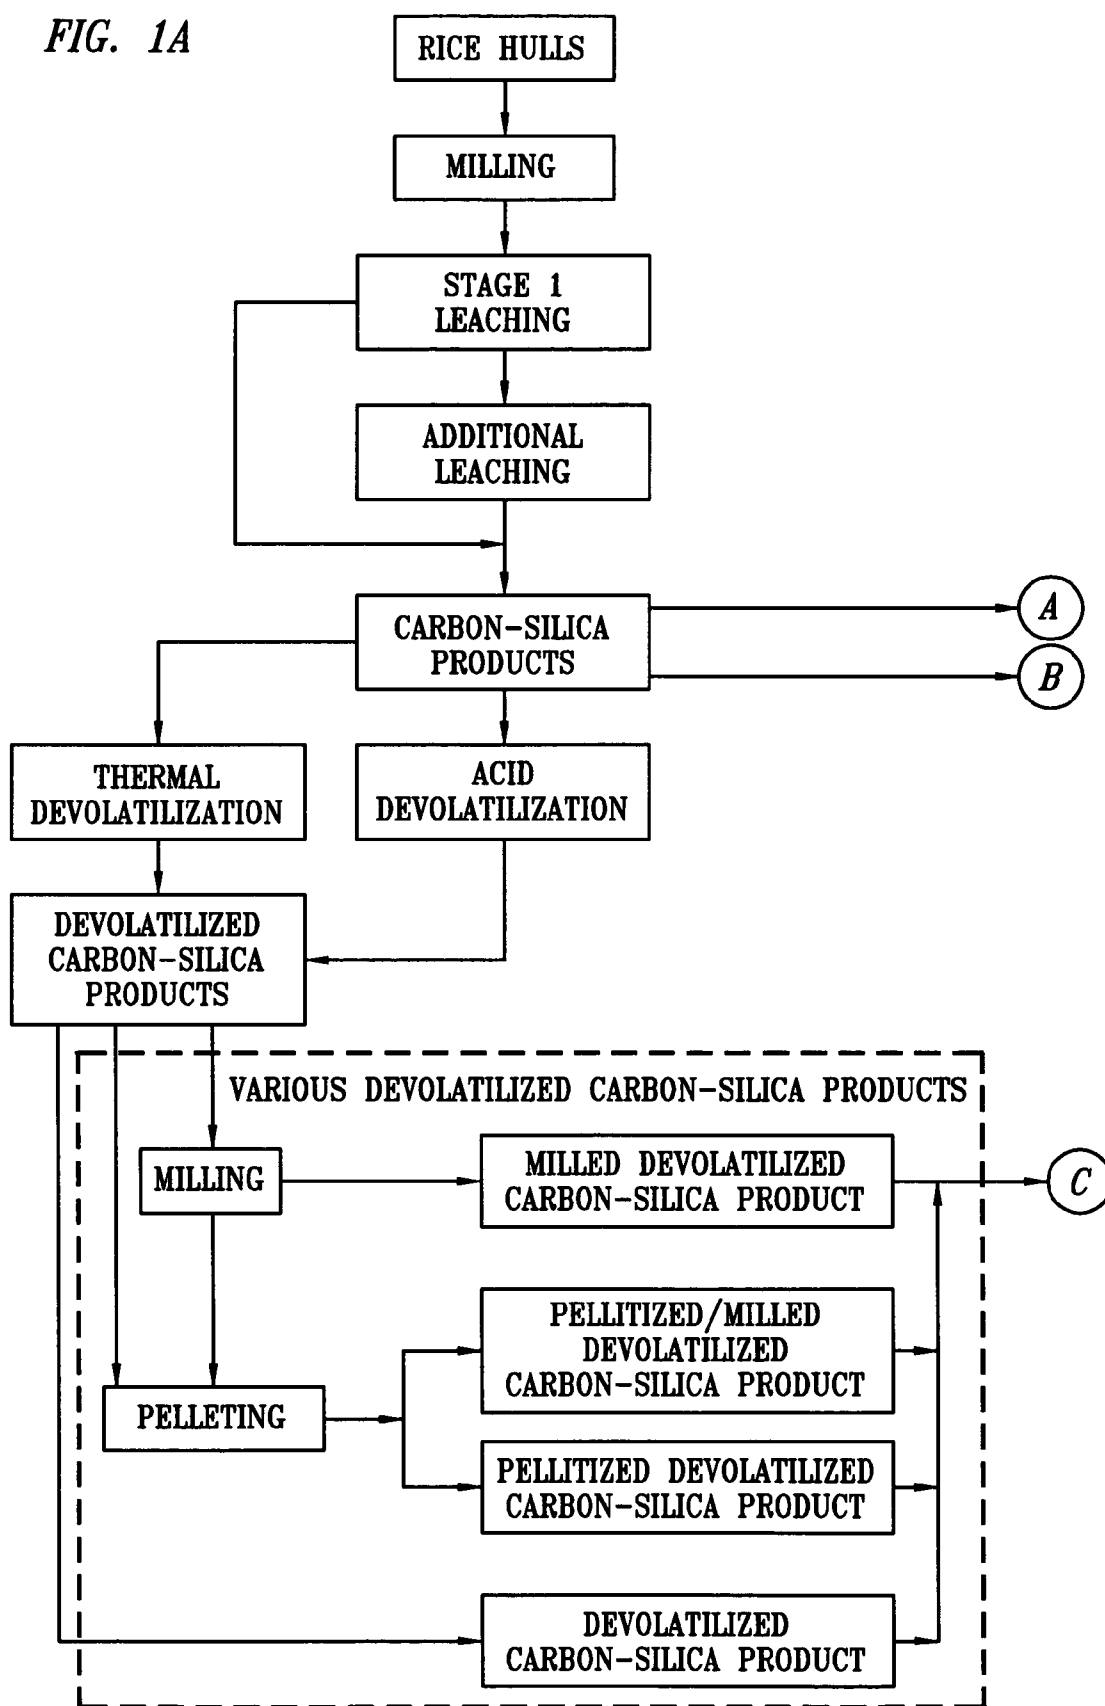 FIG. 1A
RICE HULLS
MILLING
STAGE 1
LEACHING
ADDITIONAL
LEACHING
CARBON-SILICA
PRODUCTS
A
B
THERMAL
DEVOLATILIZATION
ACID
DEVOLATILIZATION
DEVOLATILIZED
CARBON-SILICA
PRODUCTS
VARIOUS DEVOLATILIZED CARBON-SILICA PRODUCTS
MILLING
MILLED DEVOLATILIZED
CARBON-SILICA PRODUCT
C
PELLITIZED/MILLED
DEVOLATILIZED
CARBON-SILICA PRODUCT
PELLETING
PELLITIZED DEVOLATILIZED
CARBON-SILICA PRODUCT
DEVOLATILIZED
CARBON-SILICA PRODUCT